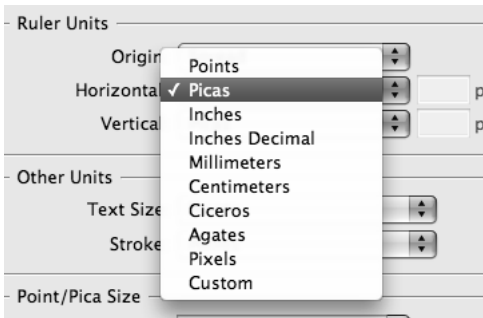 Ruler Units
Origin
Points
Horizontal ✓ Picas p
Inches
Vertical p
Inches Decimal
Millimeters
Other Units
Centimeters
Text Size
Ciceros
Agates
Stroke
Pixels
Custom
Point/Pica Size